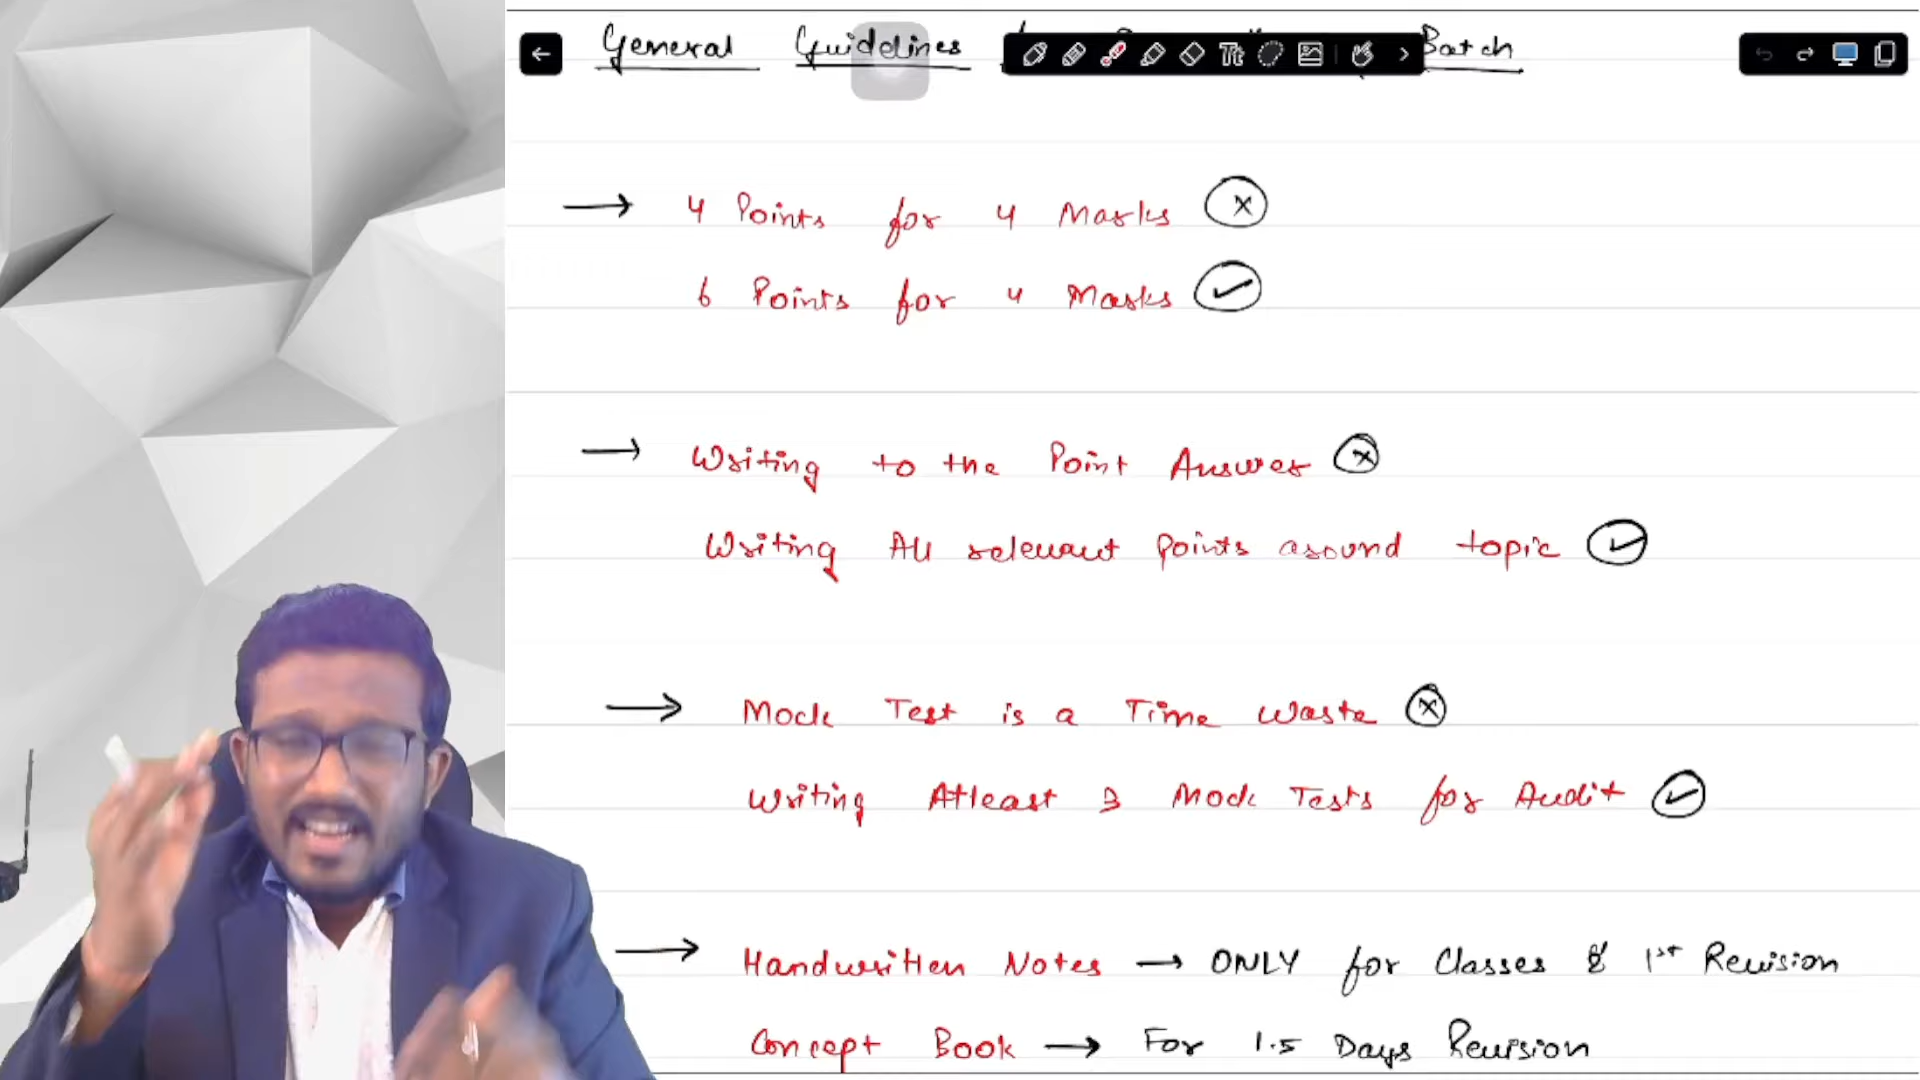 General Guidelines Batch
→ 4 Points for 4 Marks ⓧ
6 Points for 4 Marks ✓
→ Writing to the Point Answer ⓧ
Writing All relevant points around topic ✓
→ Mock Test is a Time Waste ⓧ
Writing Atleast 3 Mock Tests for Audit ✓
→ Handwritten Notes → ONLY for Classes & 1st Revision
Concept Book → For 1.5 Days Revision